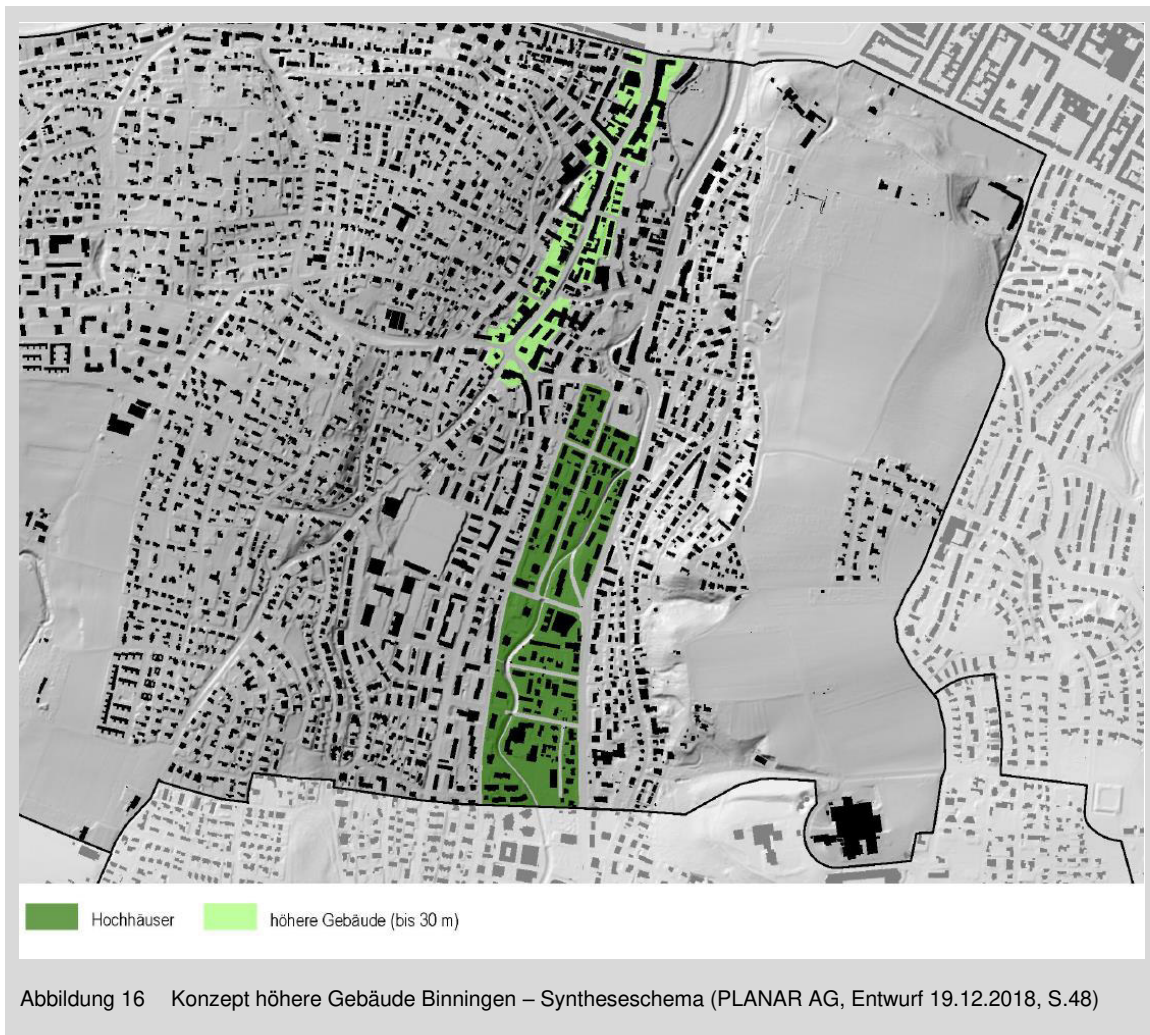 Hochhäuser
höhere Gebäude (bis 30 m)
Abbildung 16 Konzept höhere Gebäude Binningen – Syntheseschema (PLANAR AG, Entwurf 19.12.2018, S.48)